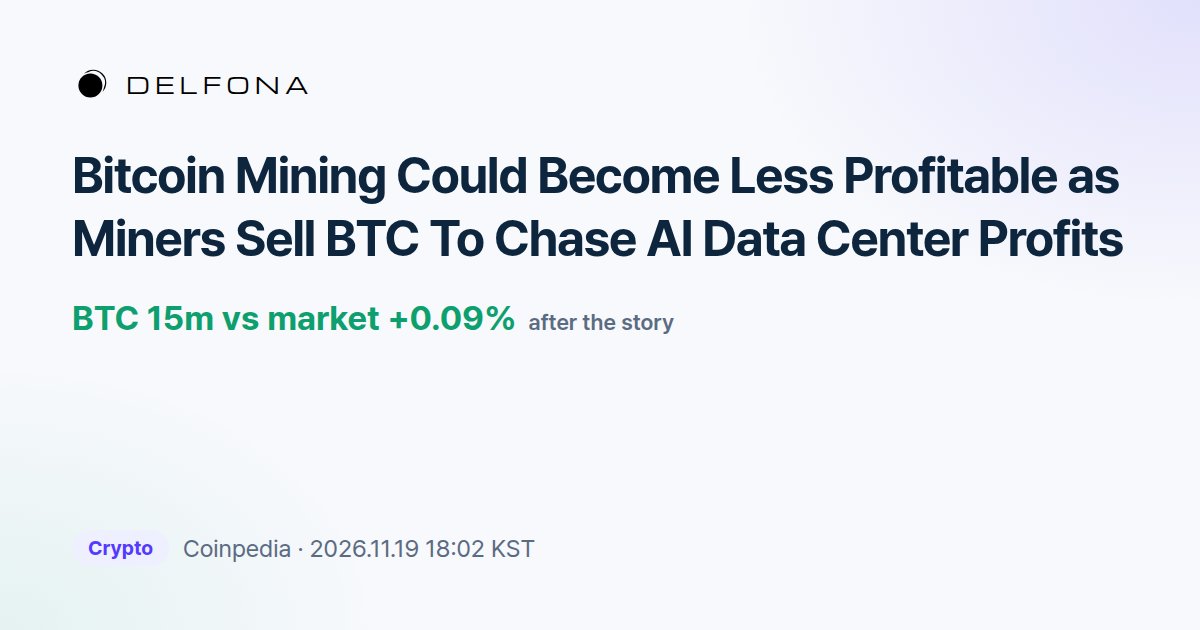 DELFONA
Bitcoin Mining Could Become Less Profitable as
Miners Sell BTC To Chase AI Data Center Profits
BTC 15m vs market +0.09% after the story
Crypto Coinpedia · 2026.11.19 18:02 KST